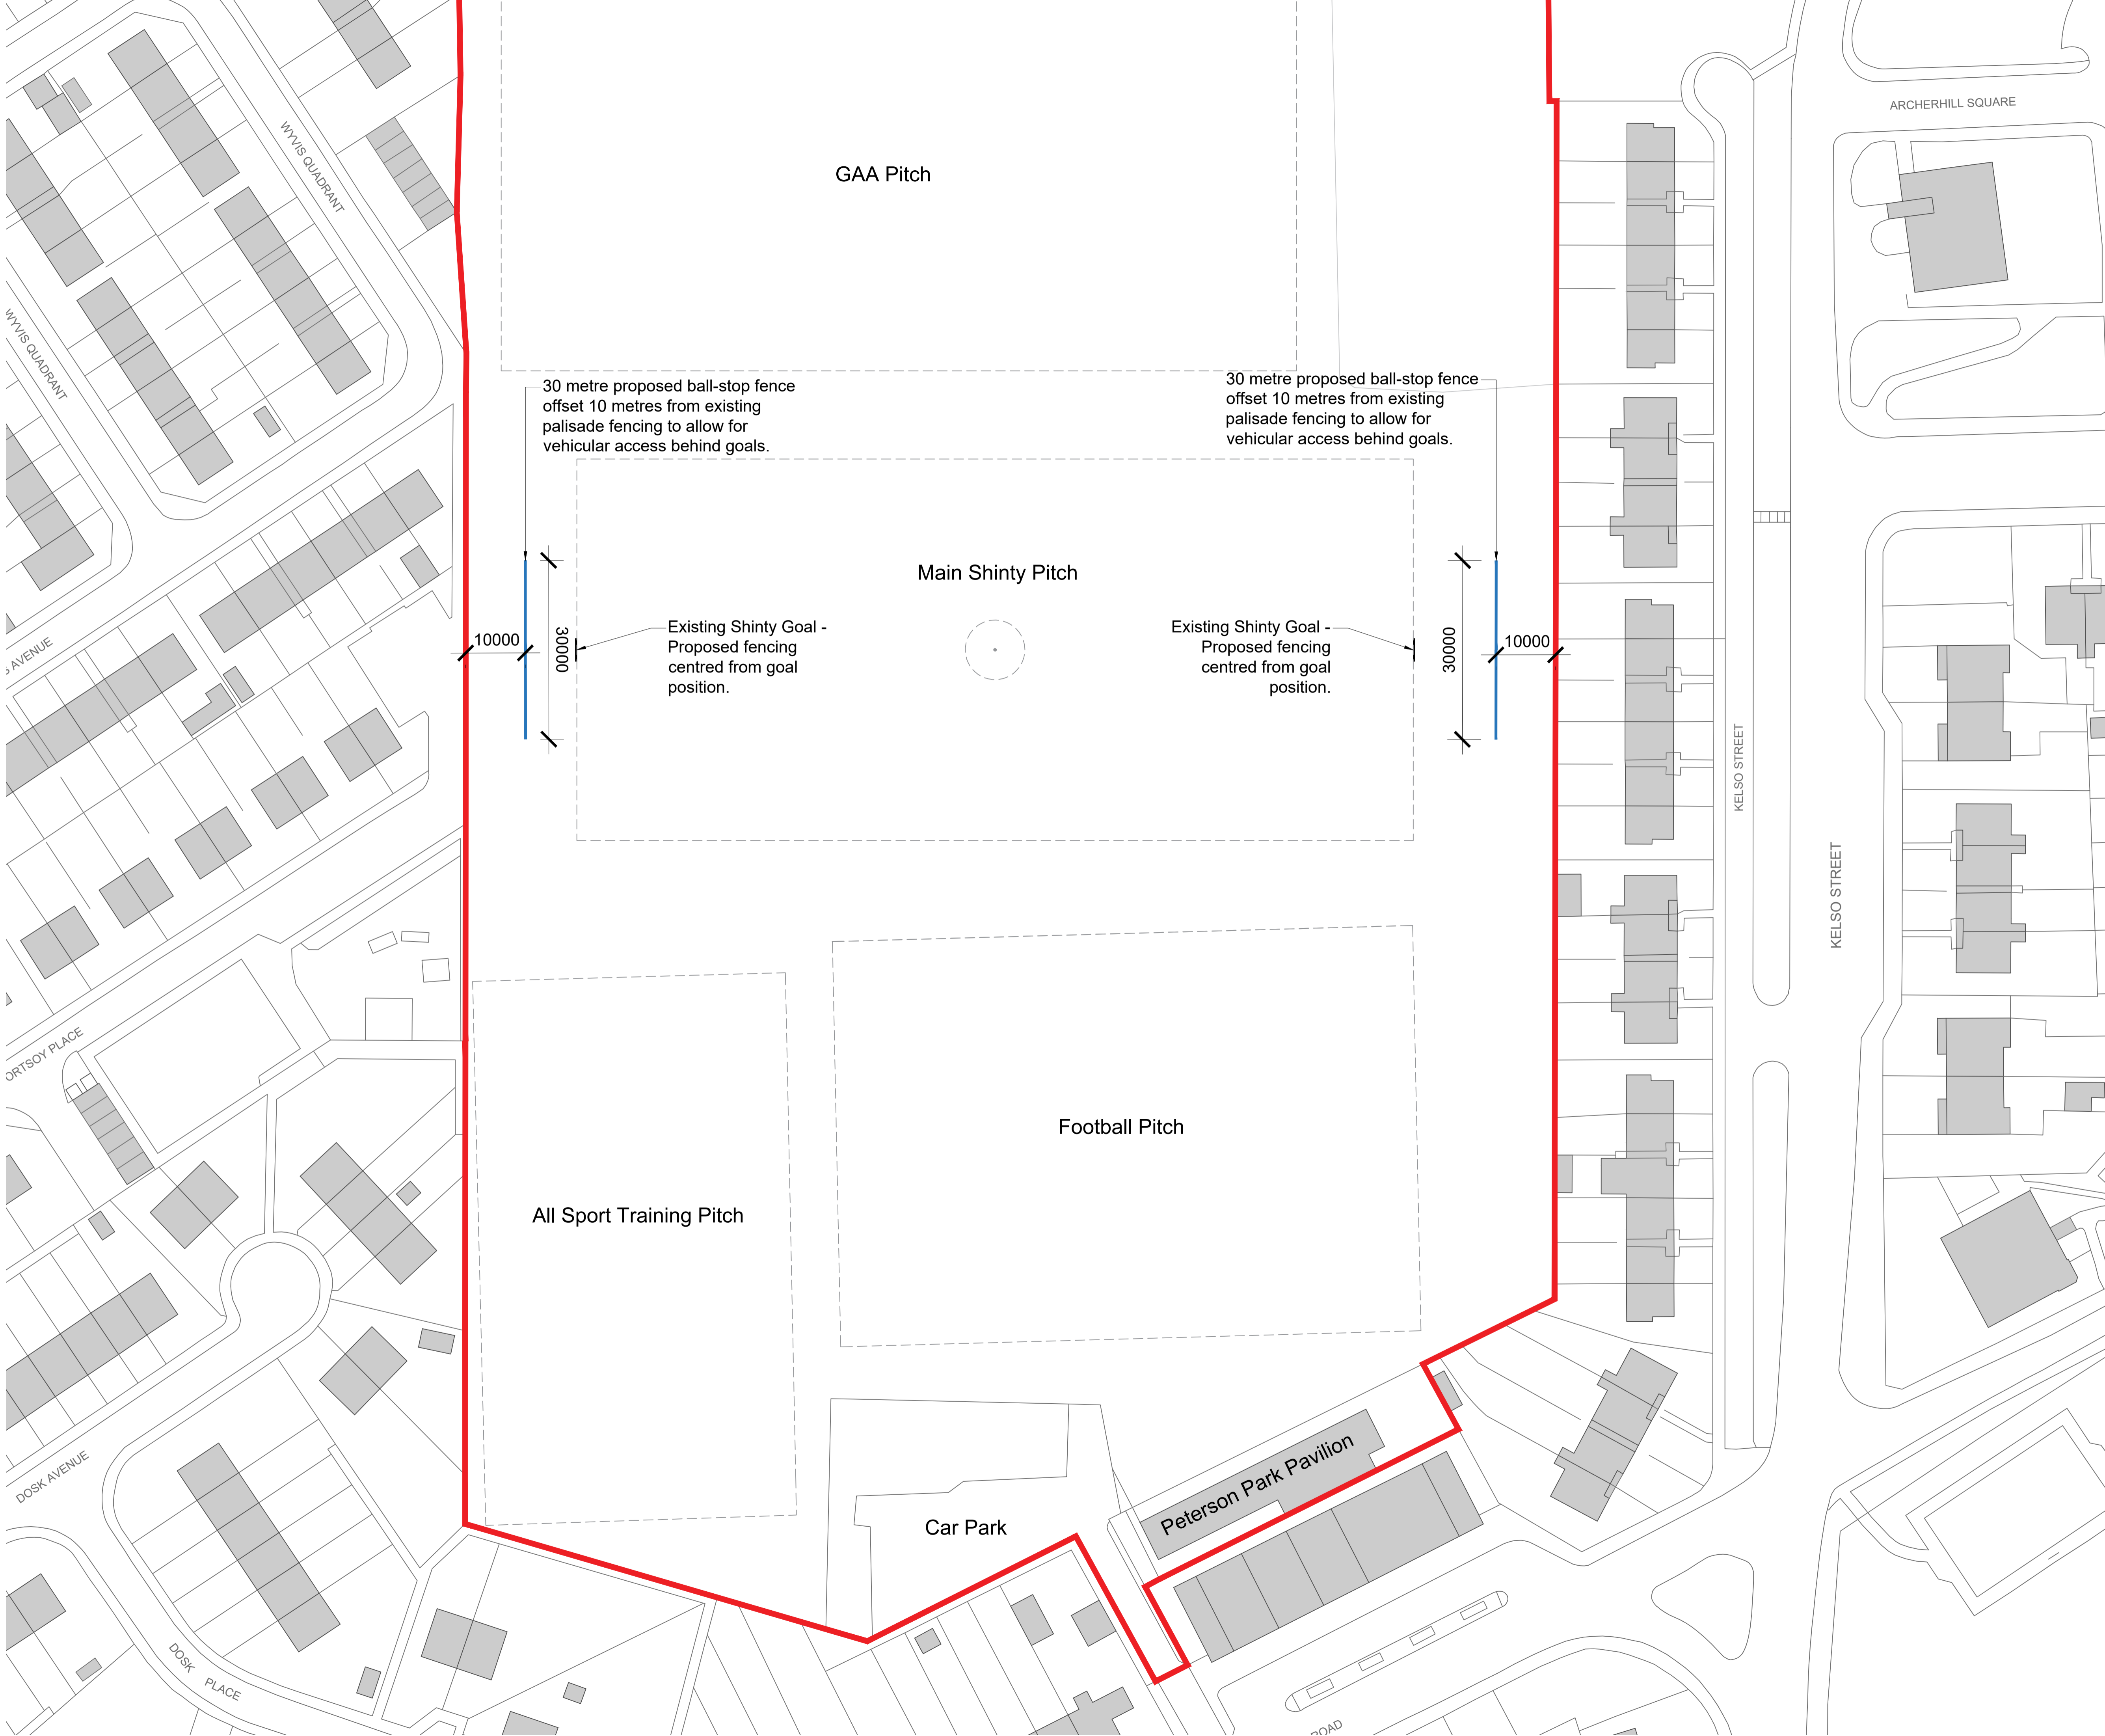 ARCHERHILL SQUARE
WYVIS QUADRANT
GAA Pitch
WYVIS QUADRANT
30 metre proposed ball-stop fence
offset 10 metres from existing
palisade fencing to allow for
vehicular access behind goals.
30 metre proposed ball-stop fence
offset 10 metres from existing
palisade fencing to allow for
vehicular access behind goals.
Main Shinty Pitch
S AVENUE
10000
30000
Existing Shinty Goal -
Proposed fencing
centred from goal
position.
Existing Shinty Goal -
Proposed fencing
centred from goal
position.
30000
10000
KELSO STREET
KELSO STREET
ORTSOY PLACE
Football Pitch
All Sport Training Pitch
Peterson Park Pavilion
Car Park
DOSK AVENUE
DOSK PLACE
ROAD